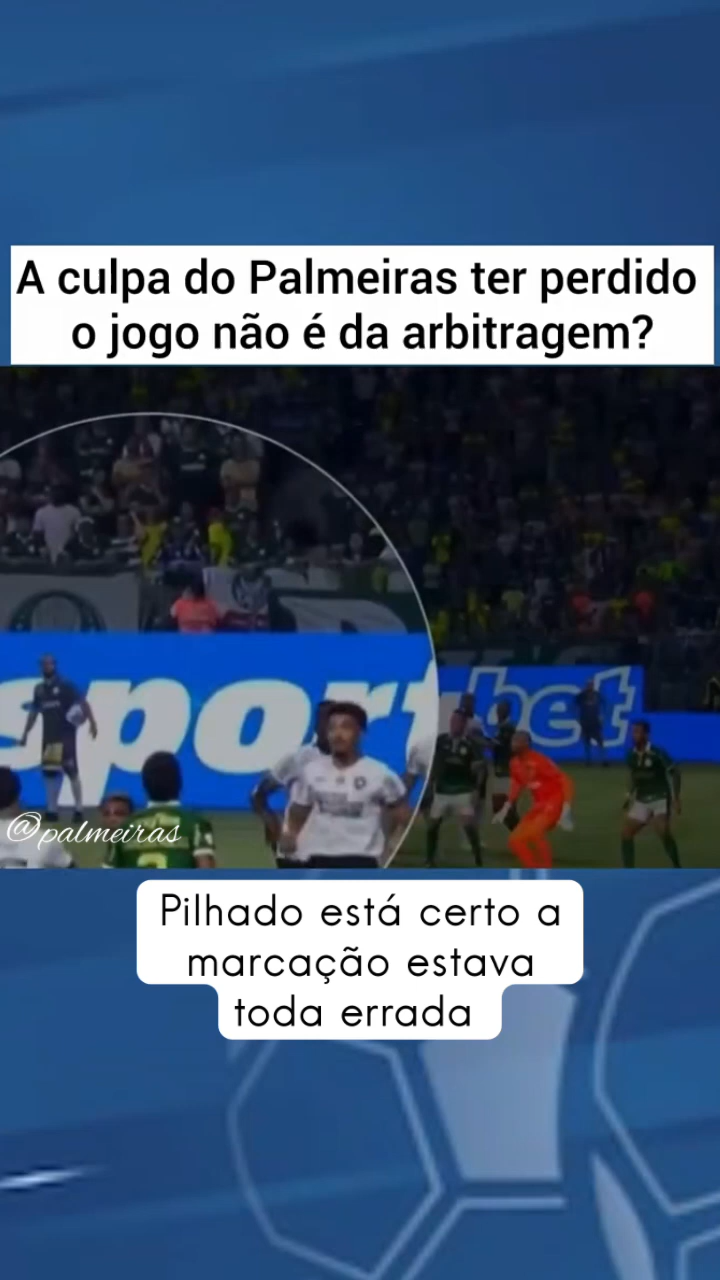 A culpa do Palmeiras ter perdido
o jogo não é da arbitragem?
sport
bet
@palmeiras
Pilhado está certo a
marcação estava
toda errada